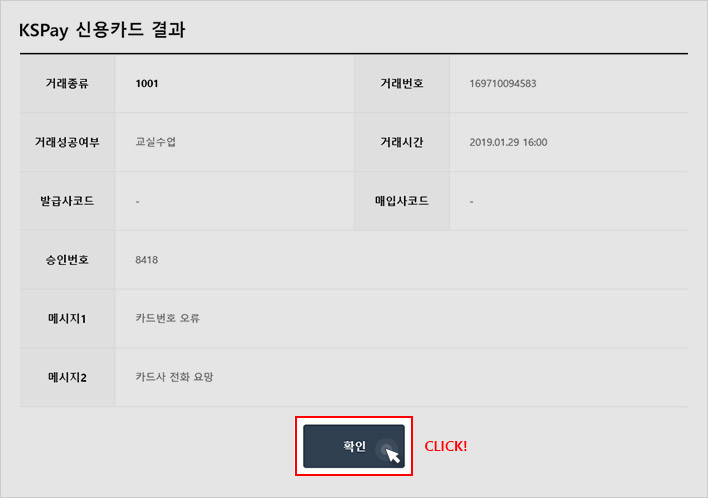 KSPay 신용카드 결과
거래종류 1001 거래번호 169710094583
거래성공여부 교실수업 거래시간 2019.01.29 16:00
발급사코드 - 매입사코드 -
승인번호 8418
메시지1 카드번호 오류
메시지2 카드사 전화 요망
확인 CLICK!